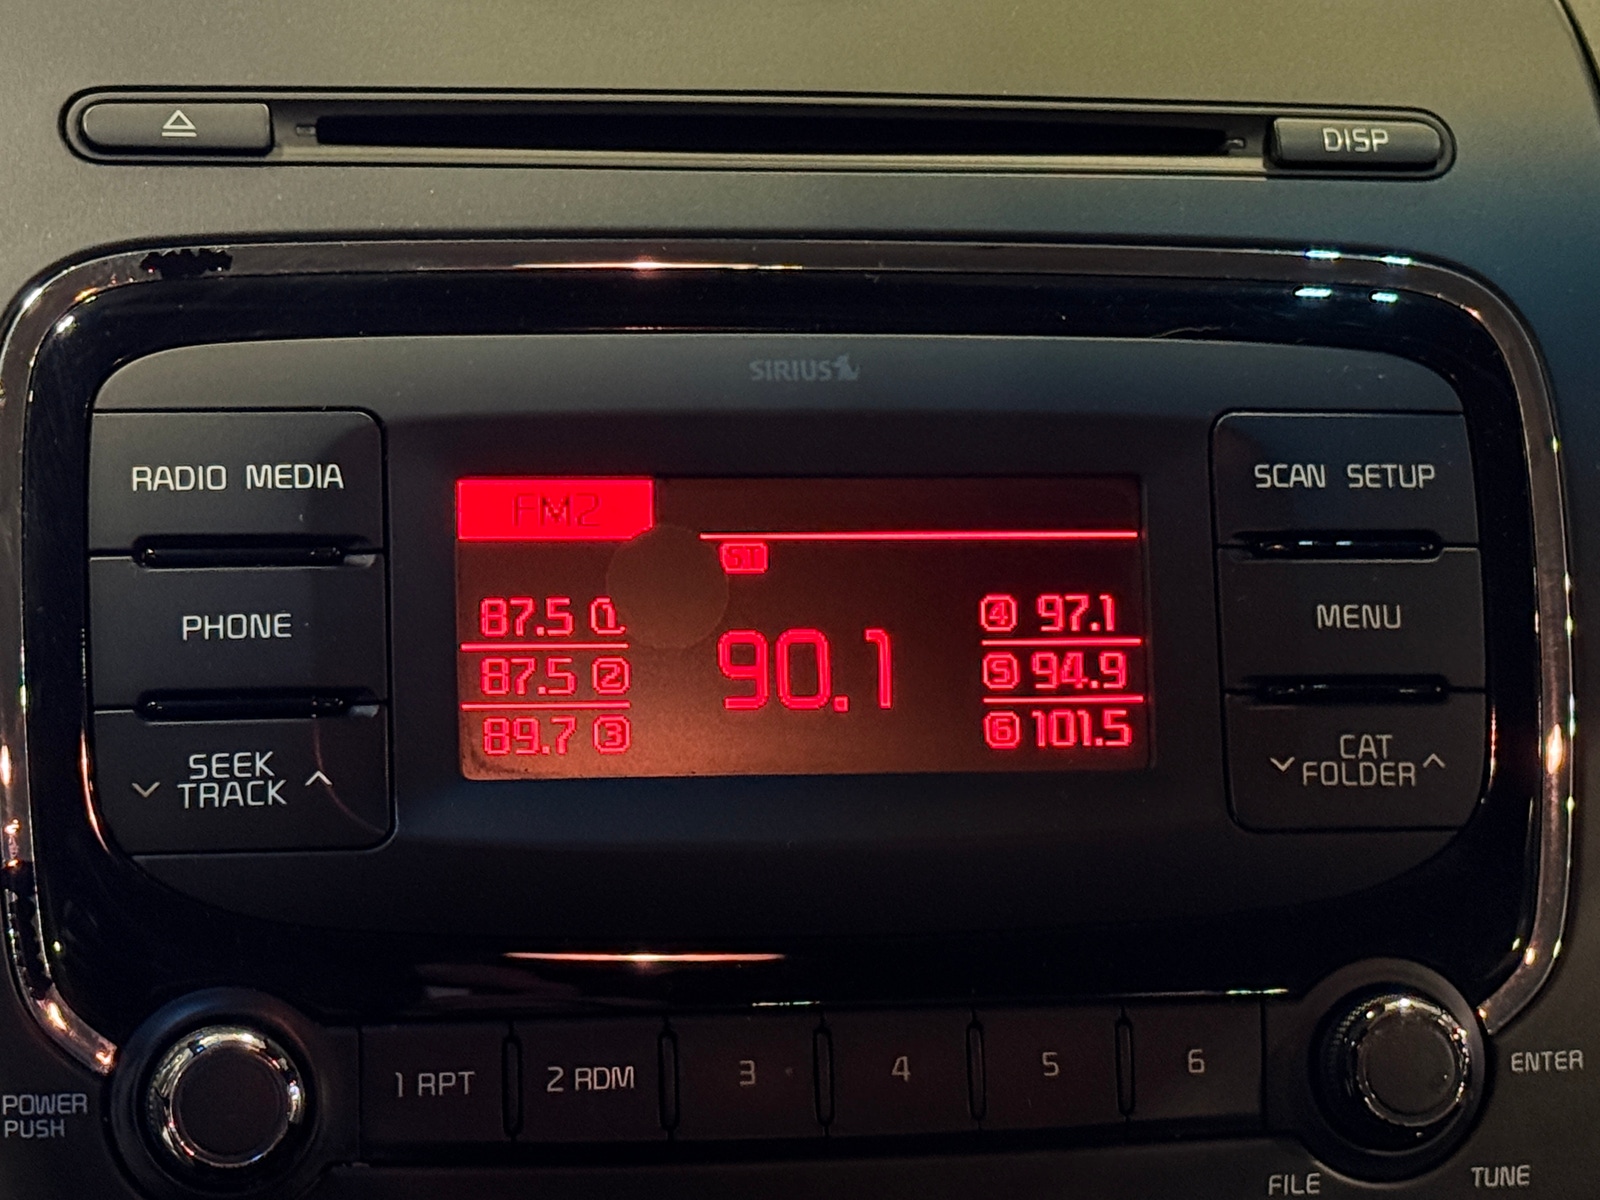 DISP
SIRIUS
RADIO MEDIA
SCAN SETUP
FM2
ST
PHONE
MENU
87.5 1
87.5 2
89.7 3
90.1
4 97.1
5 94.9
6 101.5
SEEK
TRACK
CAT
FOLDER
POWER
PUSH
1 RPT
2 RDM
3
4
5
6
ENTER
FILE
TUNE